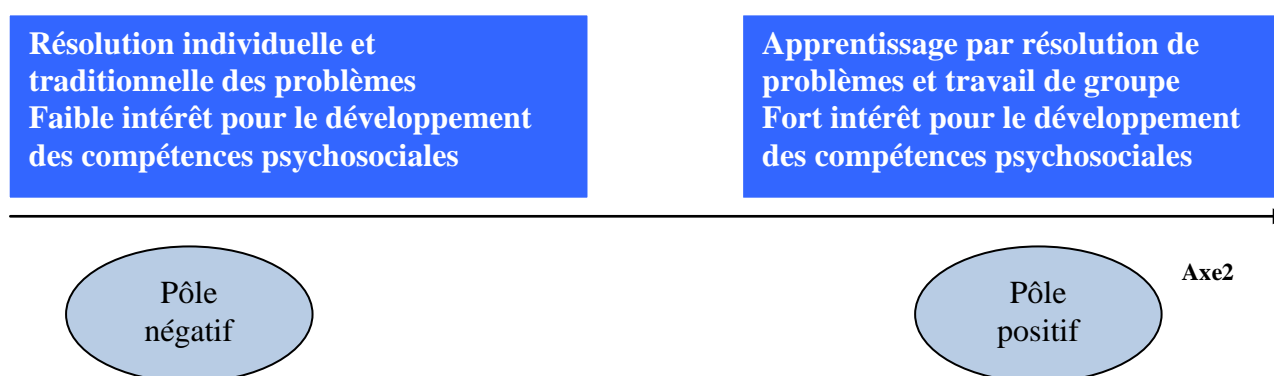 Résolution individuelle et
traditionnelle des problèmes
Faible intérêt pour le développement
des compétences psychosociales
Apprentissage par résolution de
problèmes et travail de groupe
Fort intérêt pour le développement
des compétences psychosociales
Axe2
Pôle
négatif
Pôle
positif